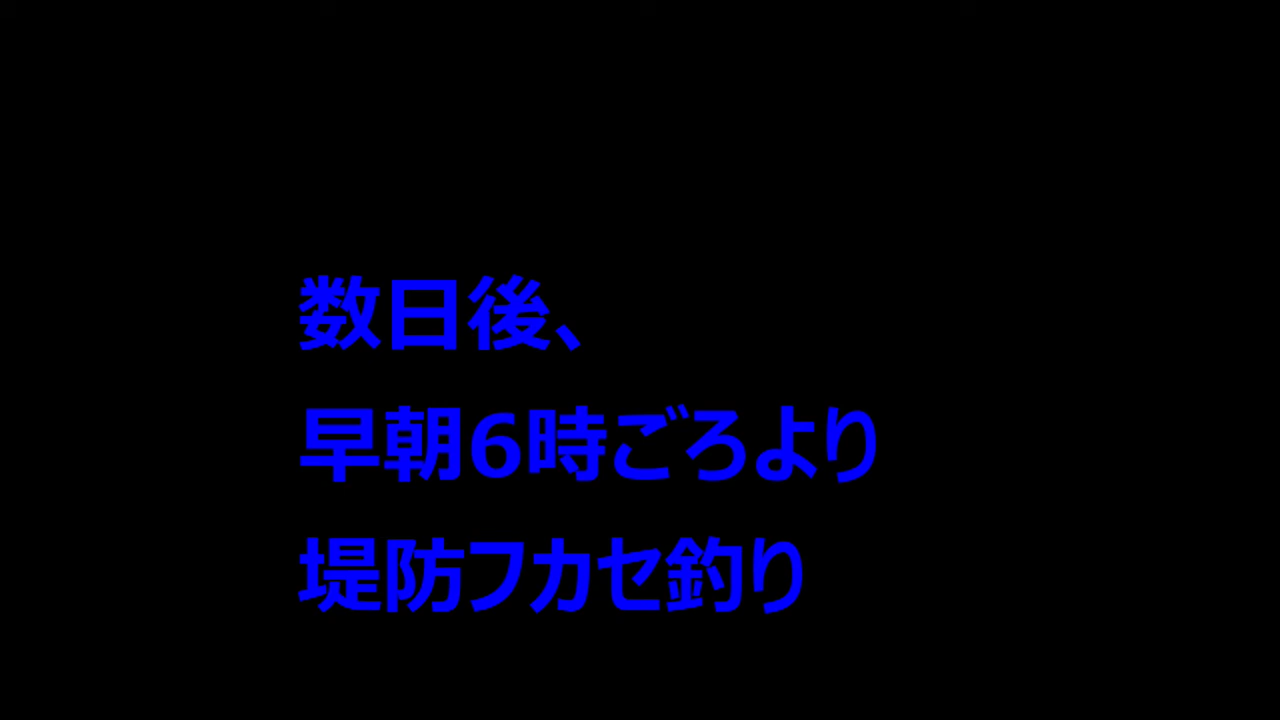 数日後、
早朝6時ごろより
堤防フカセ釣り